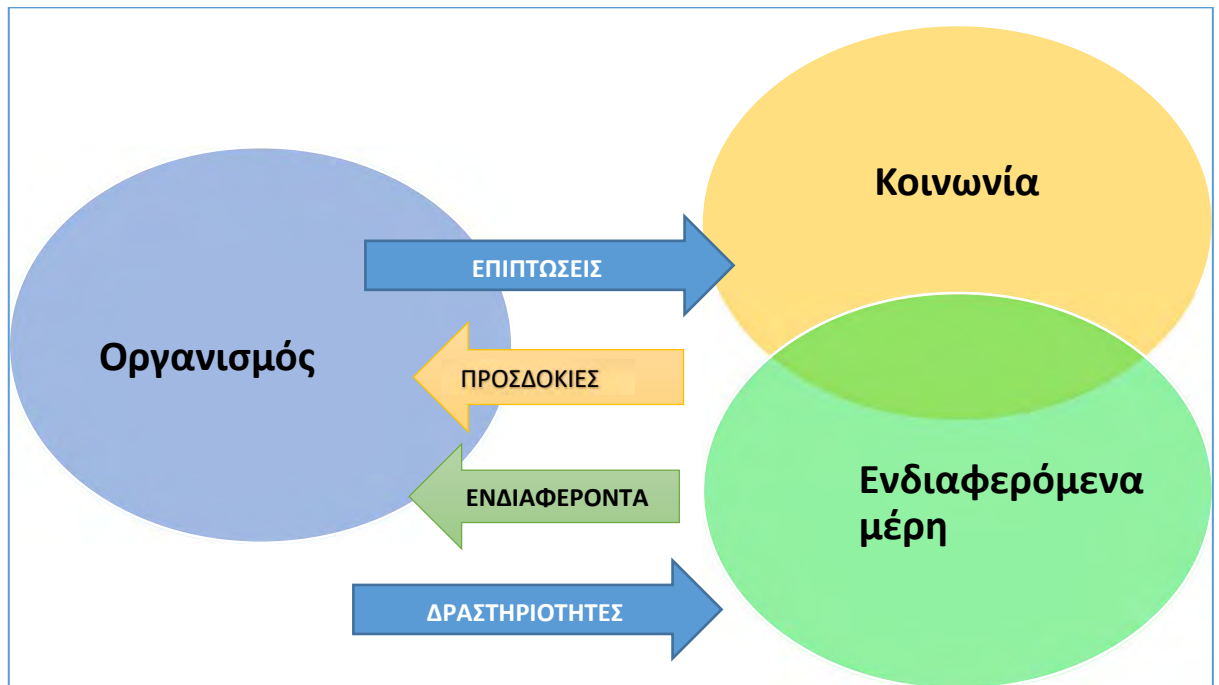 Κοινωνία
ΕΠΙΠΤΩΣΕΙΣ
Οργανισμός
ΠΡΟΣΔΟΚΙΕΣ
ΕΝΔΙΑΦΕΡΟΝΤΑ
Ενδιαφερόμενα
μέρη
ΔΡΑΣΤΗΡΙΟΤΗΤΕΣ